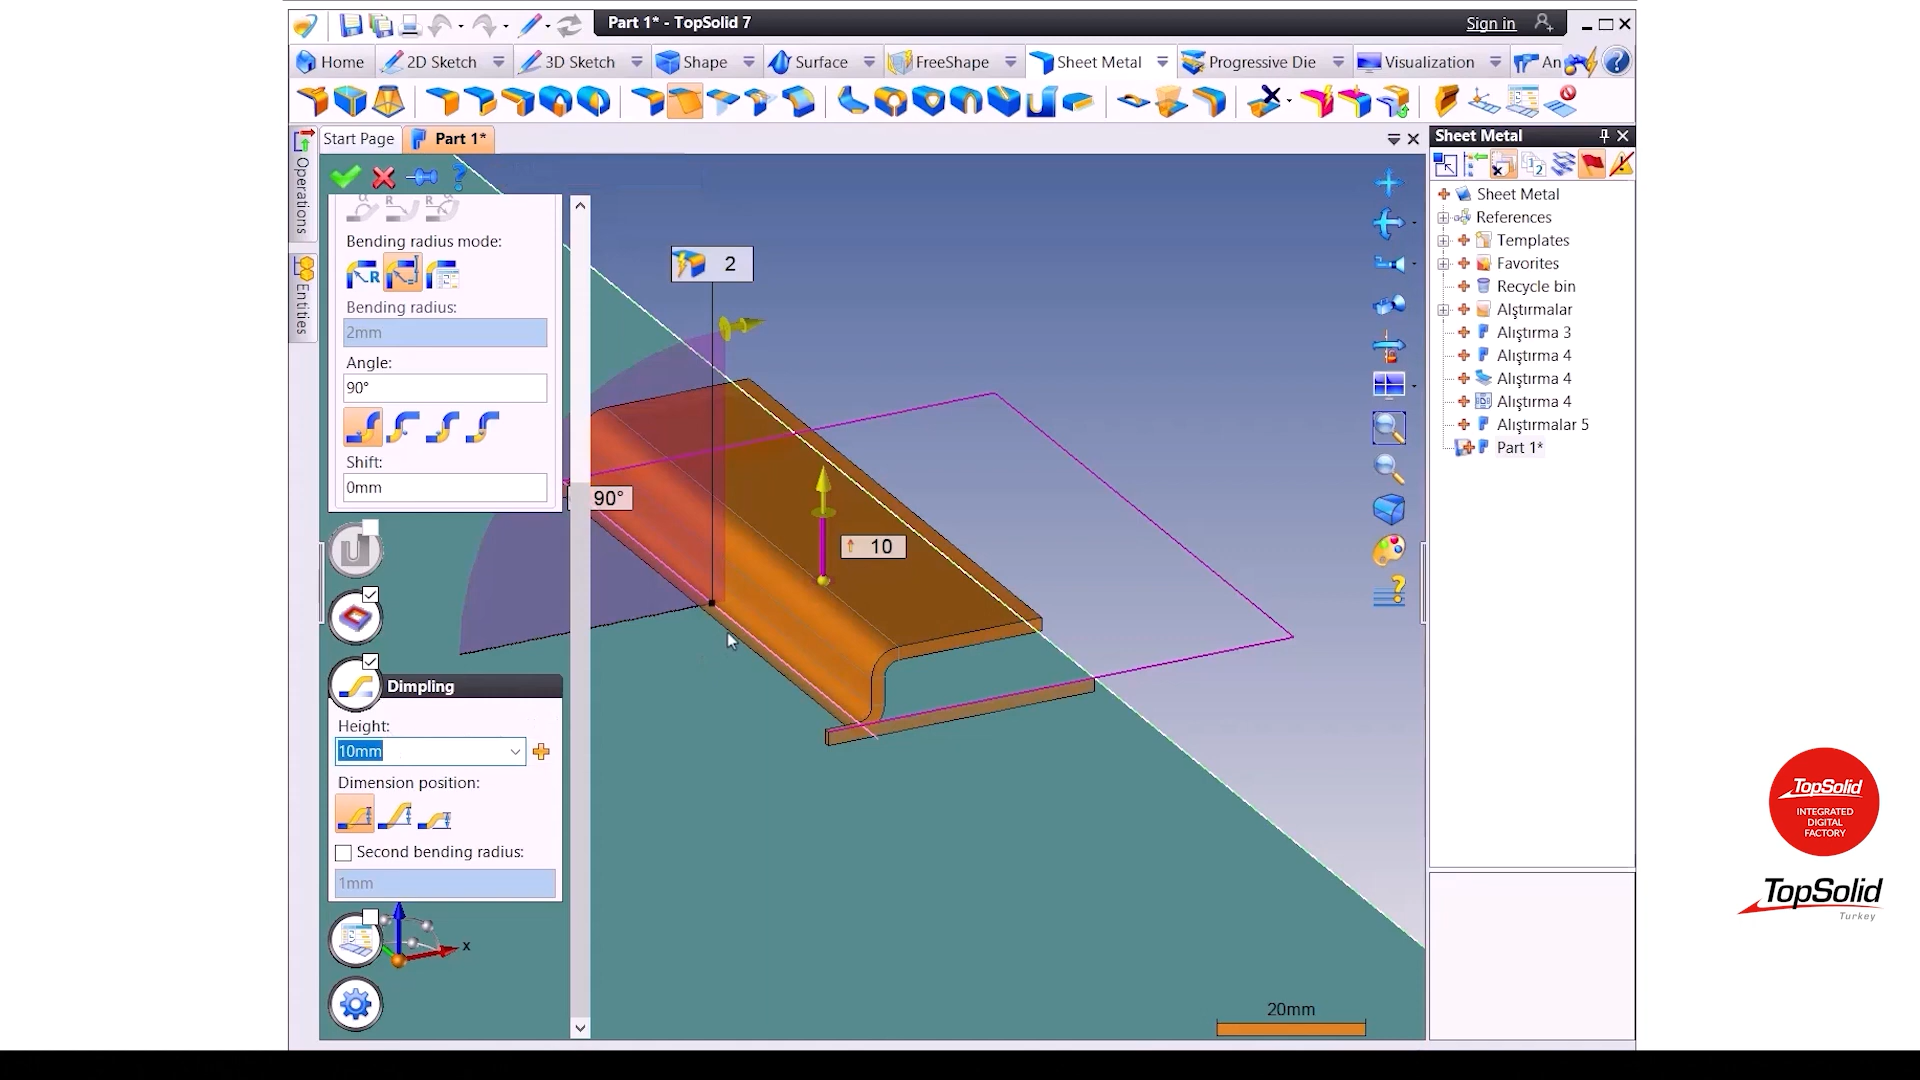 Part 1* - TopSolid 7
Sign in
Home
2D Sketch
3D Sketch
Shape
Surface
FreeShape
Sheet Metal
Progressive Die
Visualization
An
Start Page
Part 1*
Sheet Metal
Operations
Entities
Bending radius mode:
Bending radius:
2mm
Angle:
90°
Shift:
0mm
Dimpling
Height:
10mm
Dimension position:
Second bending radius:
1mm
x
2
90°
10
20mm
Sheet Metal
References
Templates
Favorites
Recycle bin
Alştırmalar
Alıştırma 3
Alıştırma 4
Alıştırma 4
Alıştırma 4
Alıştırmalar 5
Part 1*
TopSolid
INTEGRATED
DIGITAL
FACTORY
TopSolid
Turkey